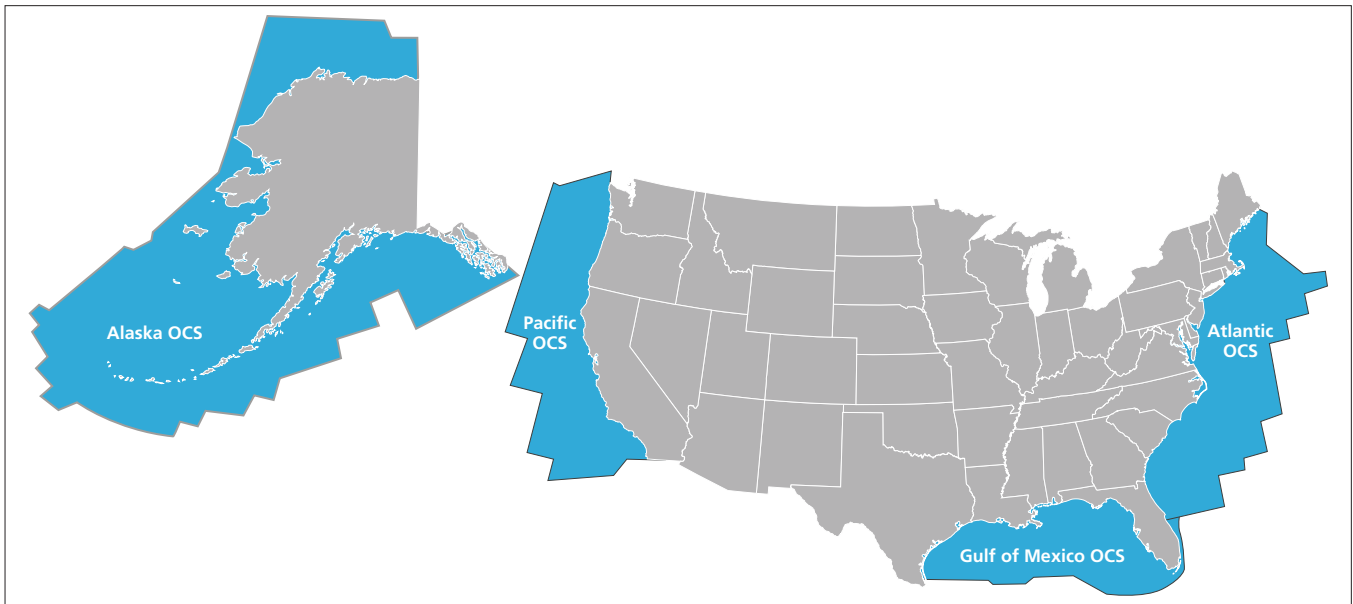 Alaska OCS
Pacific
OCS
Atlantic
OCS
Gulf of Mexico OCS